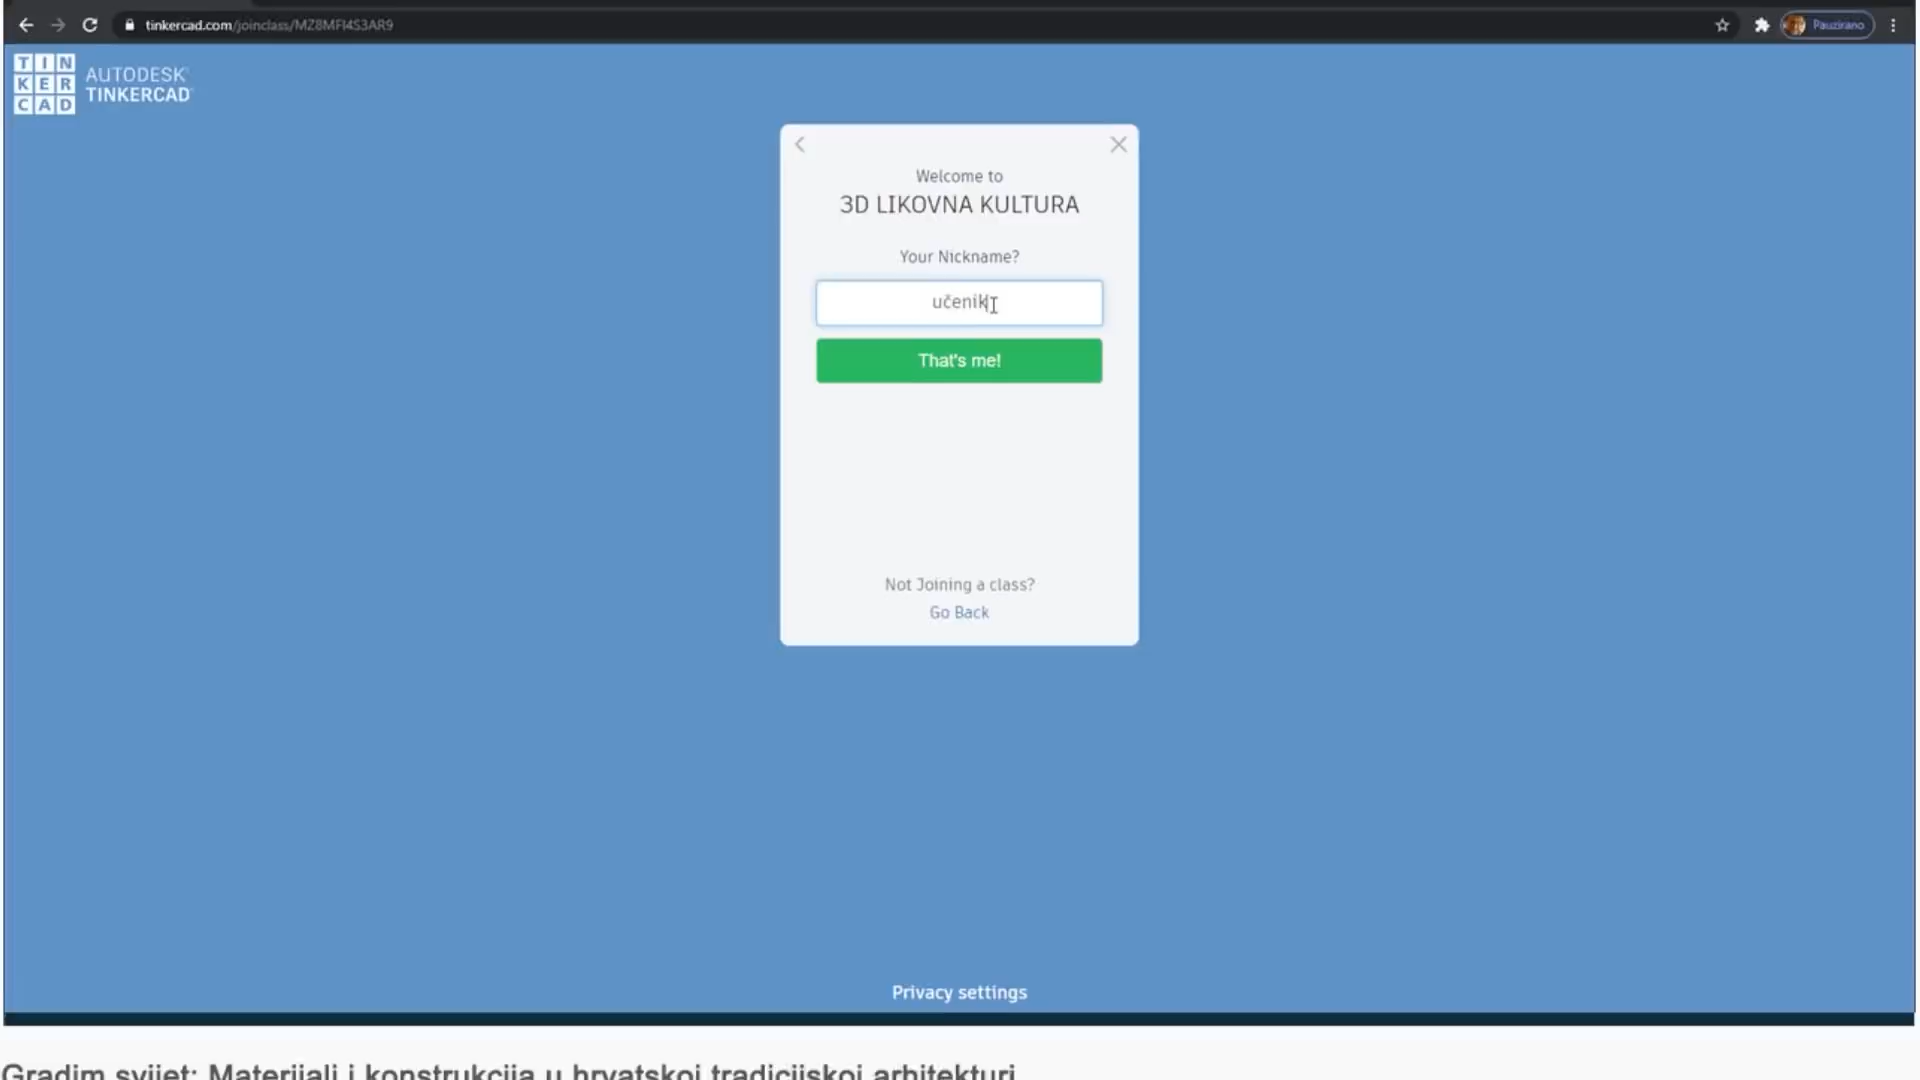 tinkercad.com/joinclass/MZ8MFI4S3AR9
Pauzirano
TIN
KER
CAD
AUTODESK
TINKERCAD
Welcome to
3D LIKOVNA KULTURA
Your Nickname?
učenik
That's me!
Not Joining a class?
Go Back
Privacy settings
Gradim svijet: Materijali i konstrukcija u hrvatskoj tradicijskoj arhitekturi